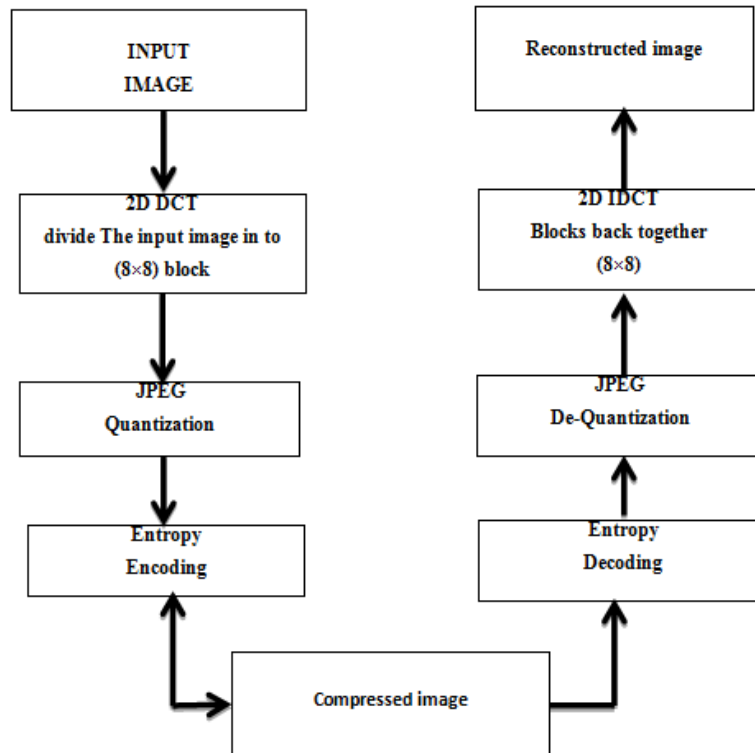 INPUT
IMAGE
2D DCT
divide The input image in to
(8×8) block
JPEG
Quantization
Entropy
Encoding
Compressed image
Entropy
Decoding
JPEG
De-Quantization
2D IDCT
Blocks back together
(8×8)
Reconstructed image